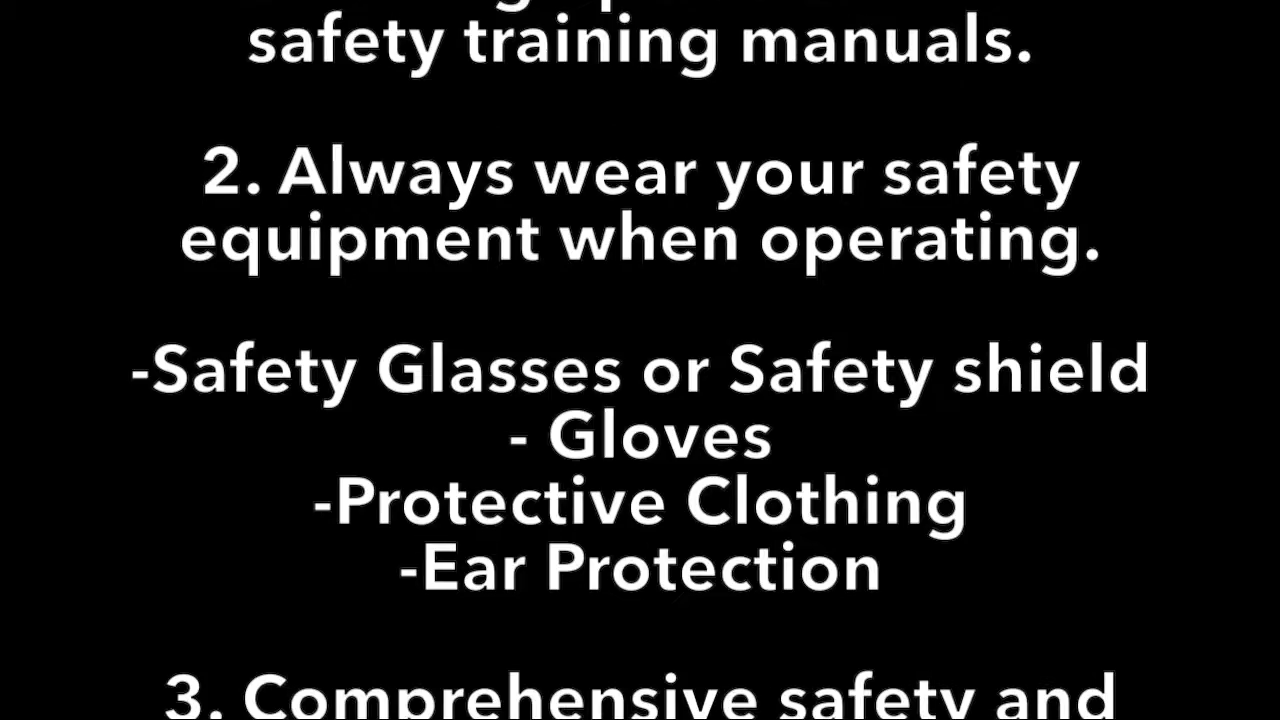 safety training manuals.
2. Always wear your safety
equipment when operating.
-Safety Glasses or Safety shield
- Gloves
-Protective Clothing
-Ear Protection
3. Comprehensive safety and